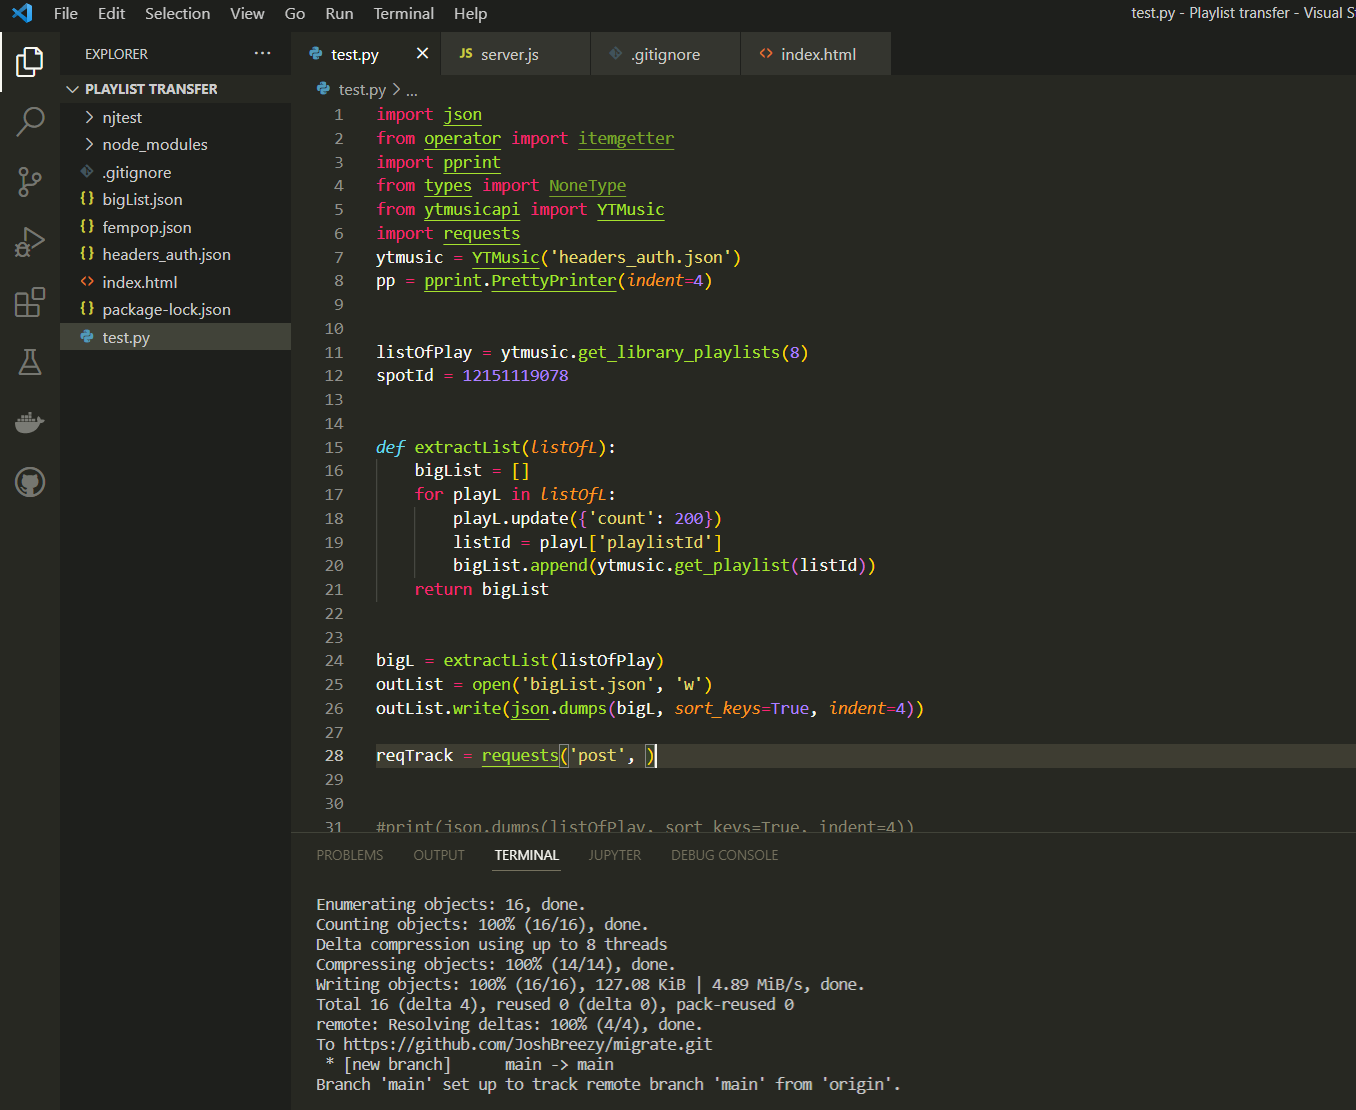 File Edit Selection View Go Run Terminal Help test.py - Playlist transfer - Visual S
EXPLORER ...
test.py
JS server.js
.gitignore
index.html
PLAYLIST TRANSFER
njtest
node_modules
.gitignore
bigList.json
fempop.json
headers_auth.json
index.html
package-lock.json
test.py
test.py > ...
1 import json
2 from operator import itemgetter
3 import pprint
4 from types import NoneType
5 from ytmusicapi import YTMusic
6 import requests
7 ytmusic = YTMusic('headers_auth.json')
8 pp = pprint.PrettyPrinter(indent=4)
9
10
11 listOfPlay = ytmusic.get_library_playlists(8)
12 spotId = 12151119078
13
14
15 def extractList(listOfL):
16     bigList = []
17     for playL in listOfL:
18         playL.update({'count': 200})
19         listId = playL['playlistId']
20         bigList.append(ytmusic.get_playlist(listId))
21     return bigList
22
23
24 bigL = extractList(listOfPlay)
25 outList = open('bigList.json', 'w')
26 outList.write(json.dumps(bigL, sort_keys=True, indent=4))
27
28 reqTrack = requests('post', )
29
30
31 #print(json.dumps(listOfPlay, sort_keys=True, indent=4))
PROBLEMS OUTPUT TERMINAL JUPYTER DEBUG CONSOLE
Enumerating objects: 16, done.
Counting objects: 100% (16/16), done.
Delta compression using up to 8 threads
Compressing objects: 100% (14/14), done.
Writing objects: 100% (16/16), 127.08 KiB | 4.89 MiB/s, done.
Total 16 (delta 4), reused 0 (delta 0), pack-reused 0
remote: Resolving deltas: 100% (4/4), done.
To https://github.com/JoshBreezy/migrate.git
 * [new branch]      main -> main
Branch 'main' set up to track remote branch 'main' from 'origin'.